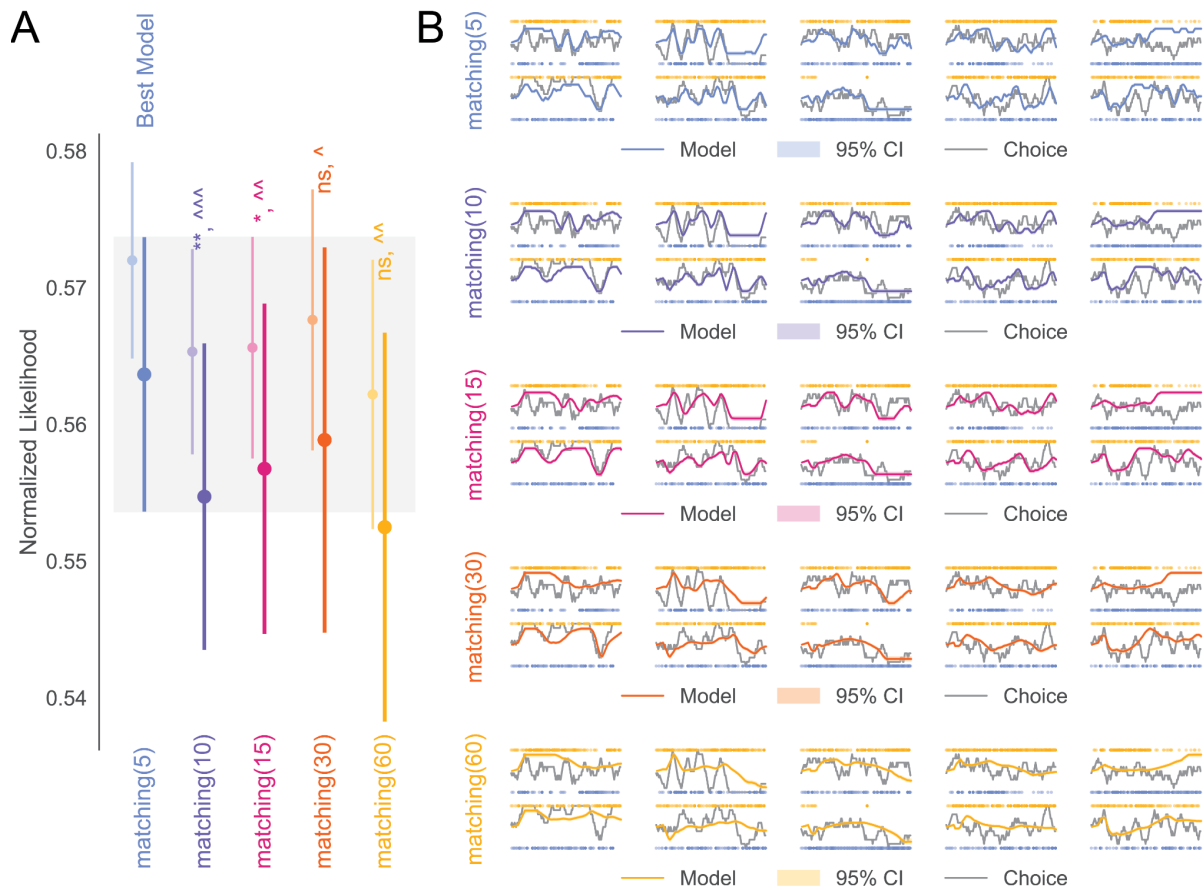 A
Best Model
0.58
0.57
0.56
0.55
0.54
Normalized Likelihood
**, ^^^
*, ^^
ns, ^
ns, ^^
matching(5)
matching(10)
matching(15)
matching(30)
matching(60)
B
matching(5)
Model 95% CI Choice
matching(10)
Model 95% CI Choice
matching(15)
Model 95% CI Choice
matching(30)
Model 95% CI Choice
matching(60)
Model 95% CI Choice